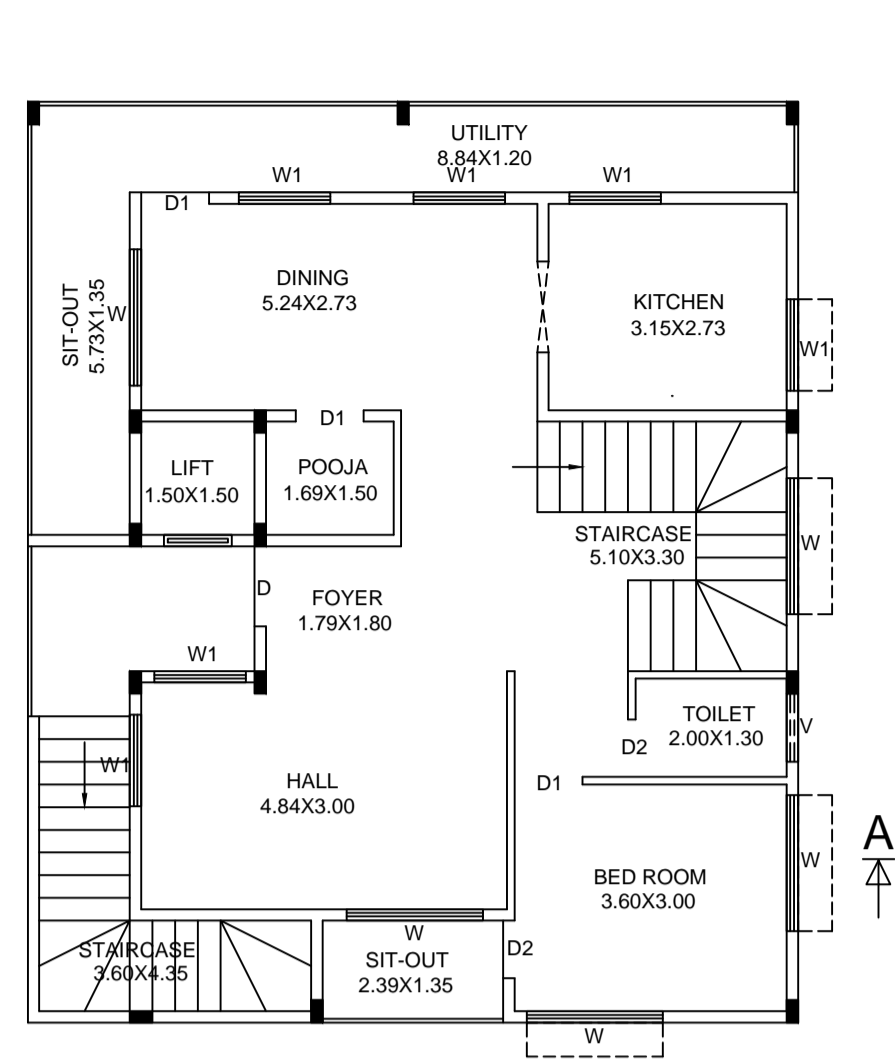 UTILITY
8.84X1.20
W1
W1
W1
D1
DINING
5.24X2.73
KITCHEN
3.15X2.73
SIT-OUT
5.73X1.35
W
W1
D1
LIFT
1.50X1.50
POOJA
1.69X1.50
STAIRCASE
5.10X3.30
W
D
FOYER
1.79X1.80
W1
TOILET
2.00X1.30
V
D2
W1
HALL
4.84X3.00
D1
A
BED ROOM
3.60X3.00
W
W
D2
STAIRCASE
3.60X4.35
SIT-OUT
2.39X1.35
W